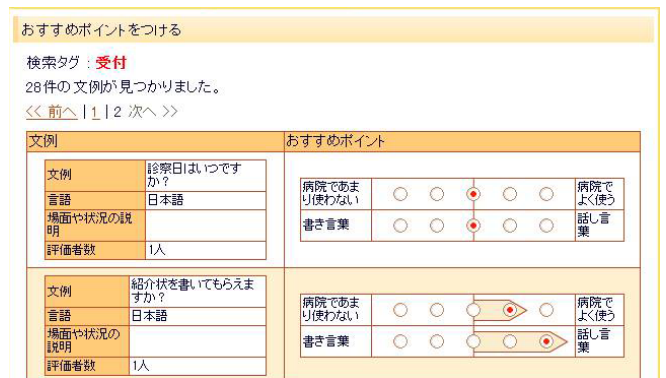 おすすめポイントをつける
検索タグ：受付
28件の文例が見つかりました。
<< 前へ | 1 | 2 次へ >>
文例 おすすめポイント
文例 診察日はいつです
か？
言語 日本語
場面や状況の説
明
評価者数 1人
病院であま
り使わない
病院で
よく使う
書き言葉
話し言
葉
文例 紹介状を書いてもらえま
すか？
言語 日本語
場面や状況の
説明
評価者数 1人
病院であま
り使わない
病院で
よく使う
書き言葉
話し言
葉